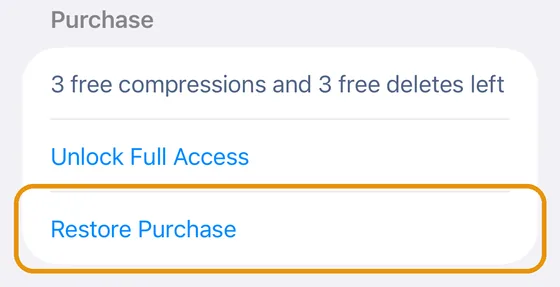 Purchase
3 free compressions and 3 free deletes left
Unlock Full Access
Restore Purchase